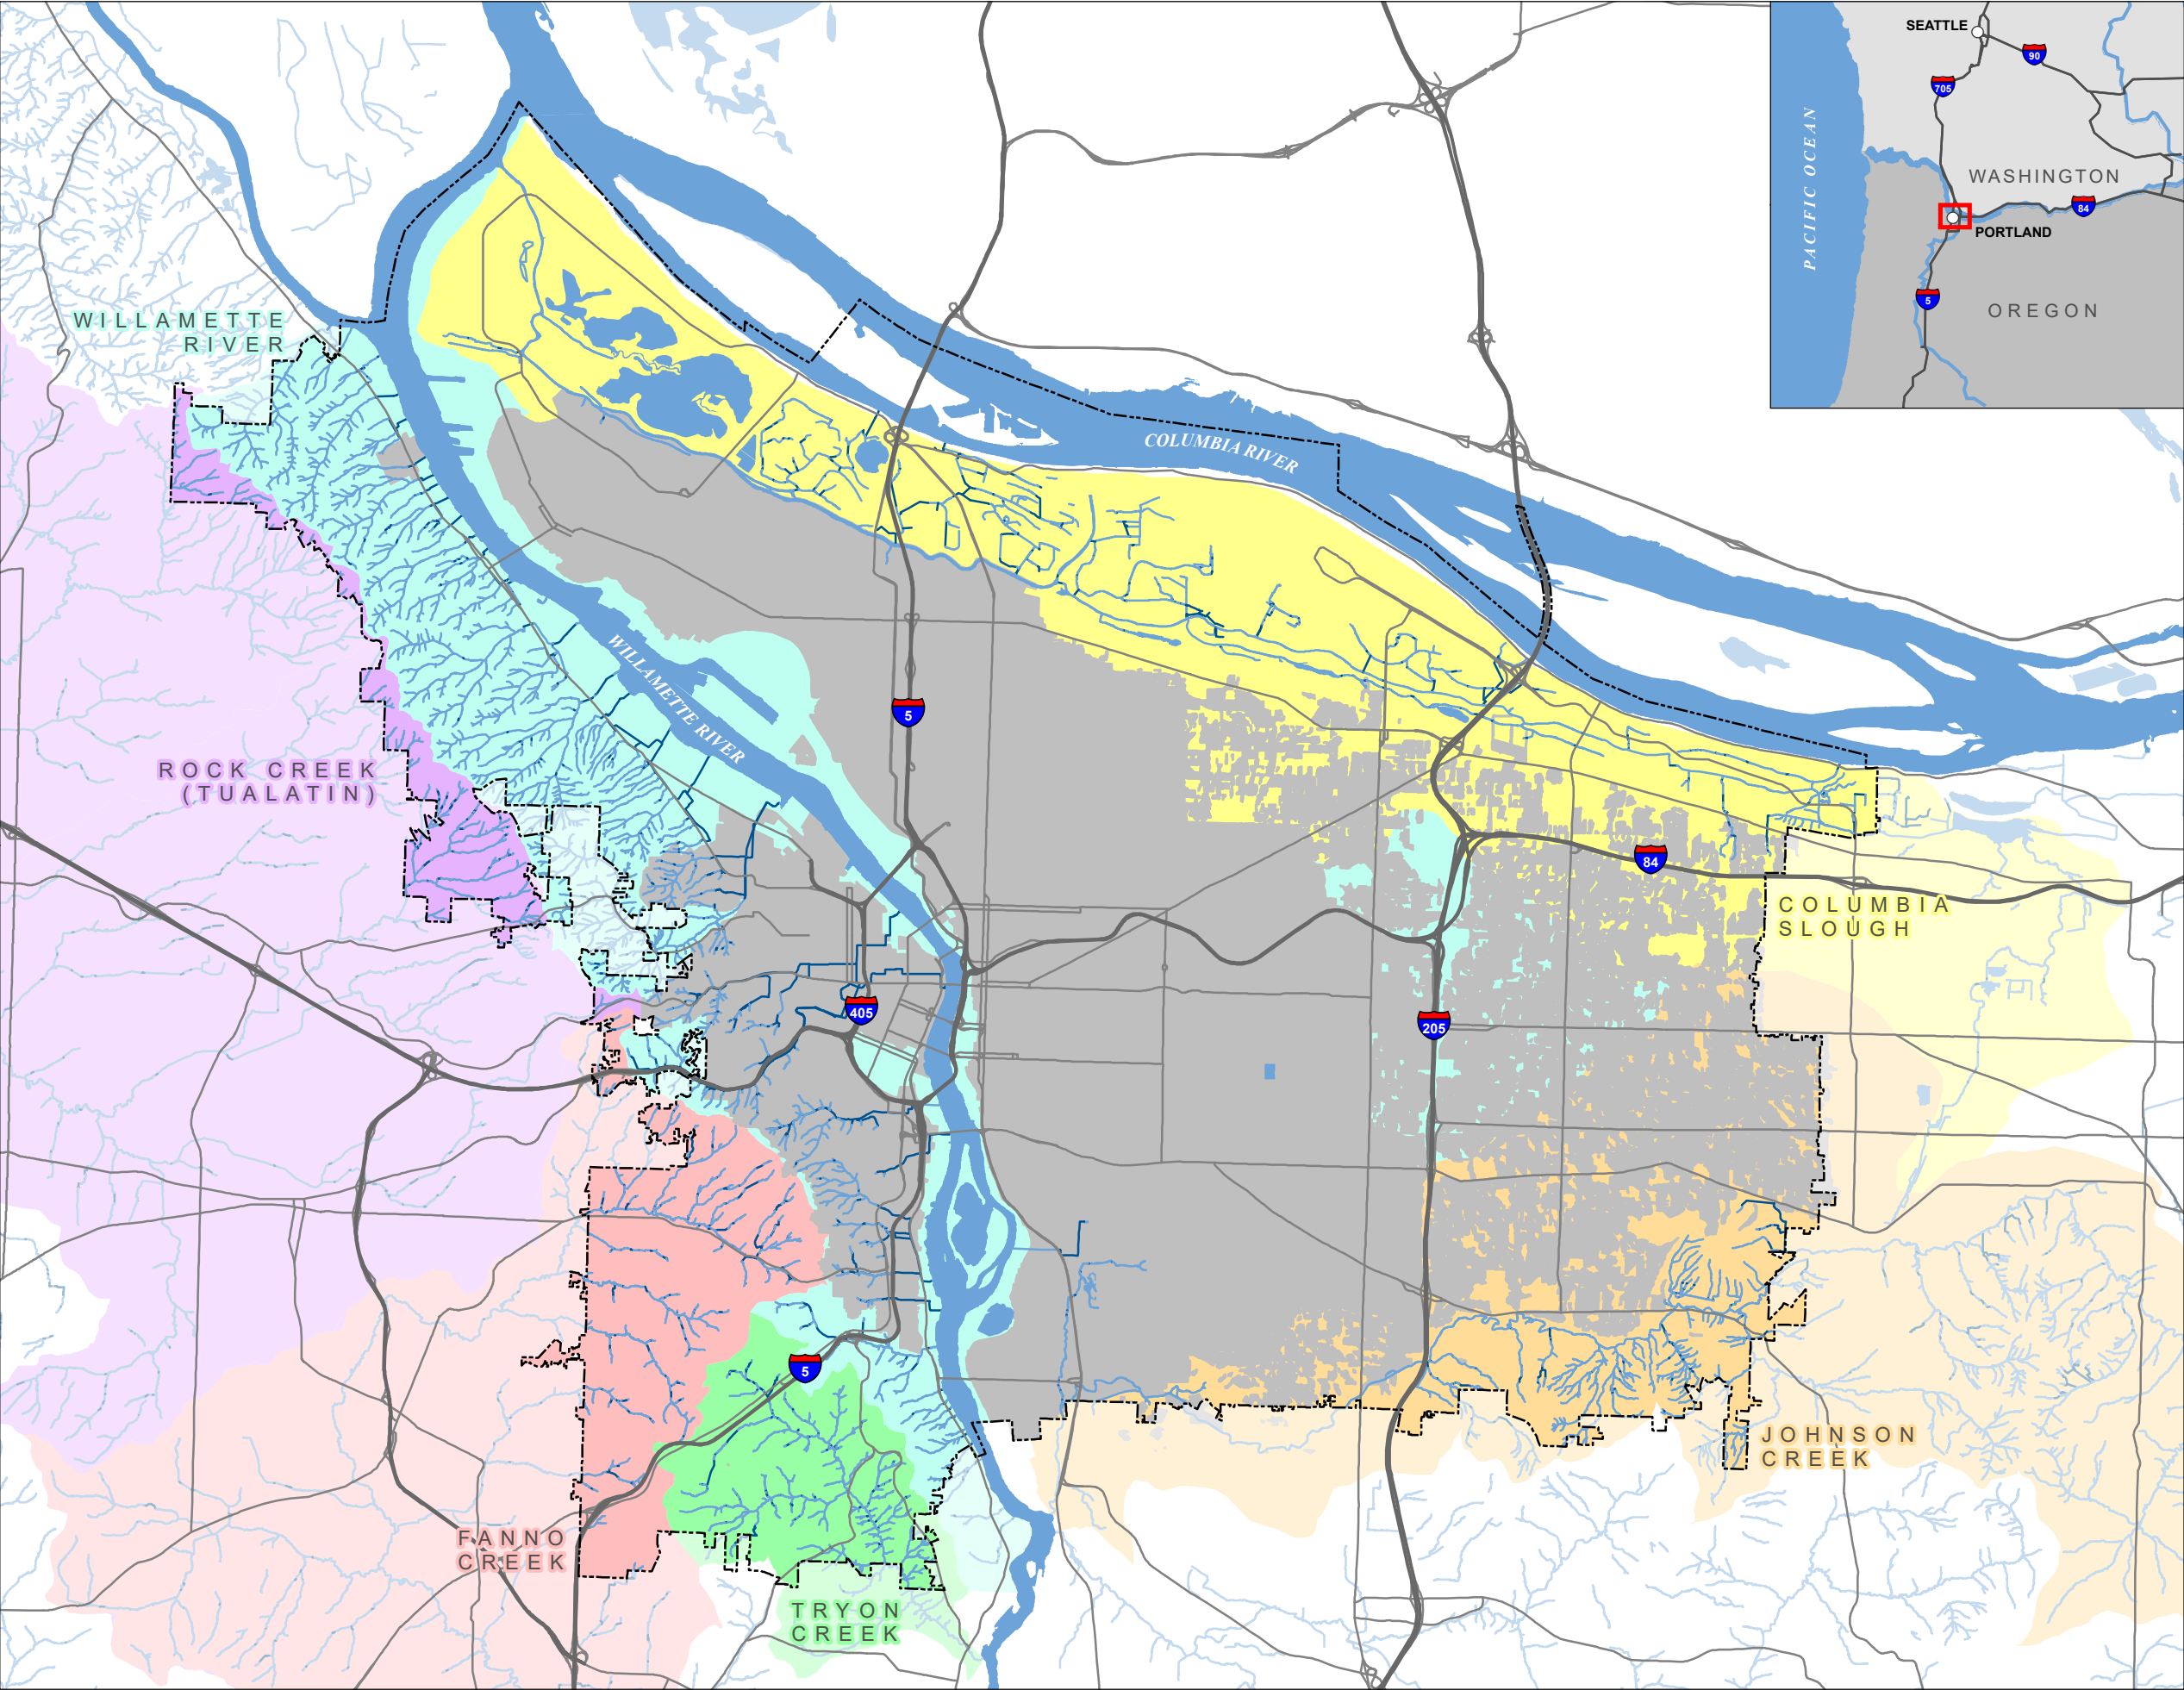 SEATTLE
90
705
PACIFIC OCEAN
WASHINGTON
84
PORTLAND
5
OREGON
WILLAMETTE
RIVER
COLUMBIA RIVER
WILLAMETTE RIVER
5
ROCK CREEK
(TUALATIN)
84
COLUMBIA
SLOUGH
405
205
5
JOHNSON
CREEK
FANNO
CREEK
TRYON
CREEK